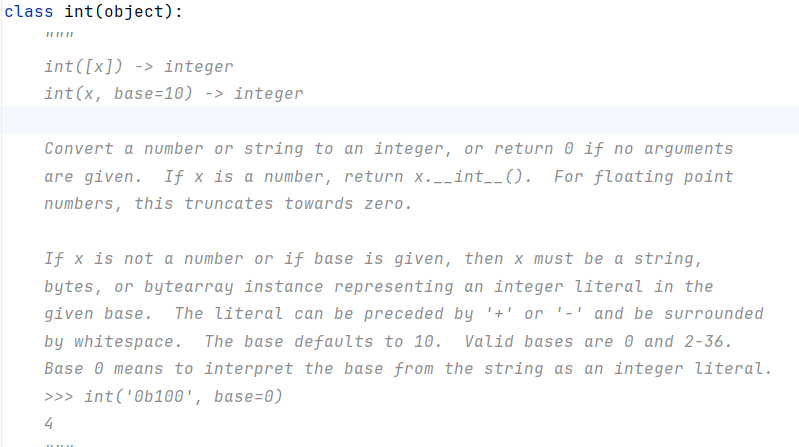 class int(object):
"""
int([x]) -> integer
int(x, base=10) -> integer
Convert a number or string to an integer, or return 0 if no arguments
are given.  If x is a number, return x.__int__().  For floating point
numbers, this truncates towards zero.
If x is not a number or if base is given, then x must be a string,
bytes, or bytearray instance representing an integer literal in the
given base.  The literal can be preceded by '+' or '-' and be surrounded
by whitespace.  The base defaults to 10.  Valid bases are 0 and 2-36.
Base 0 means to interpret the base from the string as an integer literal.
>>> int('0b100', base=0)
4
"""